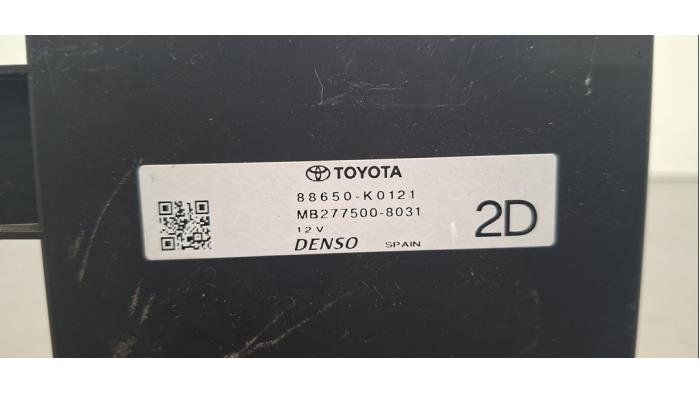 TOYOTA
88650-K0121
MB277500-8031
12V
DENSO SPAIN
2D